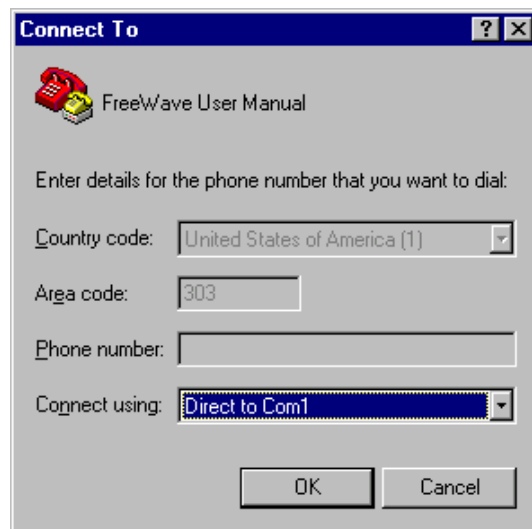 Connect To
FreeWave User Manual
Enter details for the phone number that you want to dial:
Country code: United States of America (1)
Area code: 303
Phone number:
Connect using: Direct to Com1
OK Cancel